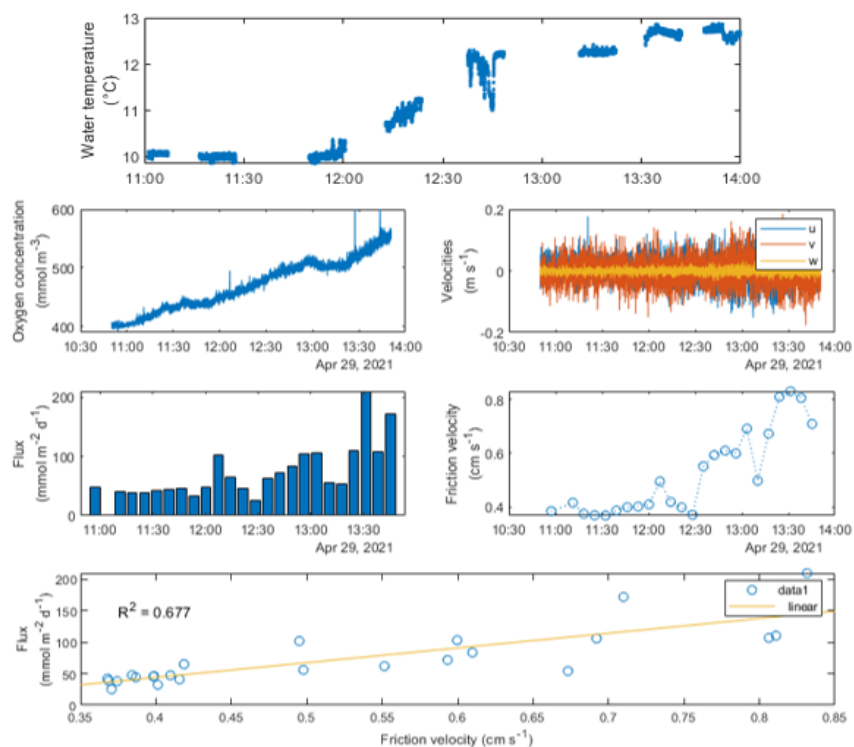 Water temperature
(°C)
13
12
11
10
11:00 11:30 12:00 12:30 13:00 13:30 14:00
Oxygen concentration
(mmol m⁻³)
600
500
400
10:30 11:00 11:30 12:00 12:30 13:00 13:30 14:00
Apr 29, 2021
Velocities
(m s⁻¹)
0.2
0
-0.2
u
v
w
10:30 11:00 11:30 12:00 12:30 13:00 13:30 14:00
Apr 29, 2021
Flux
(mmol m⁻² d⁻¹)
200
100
0
11:00 11:30 12:00 12:30 13:00 13:30
Apr 29, 2021
Friction velocity
(cm s⁻¹)
0.8
0.6
0.4
10:30 11:00 11:30 12:00 12:30 13:00 13:30 14:00
Apr 29, 2021
Flux
(mmol m⁻² d⁻¹)
200
150
100
50
0
R² = 0.677
data1
linear
0.35 0.4 0.45 0.5 0.55 0.6 0.65 0.7 0.75 0.8 0.85
Friction velocity (cm s⁻¹)